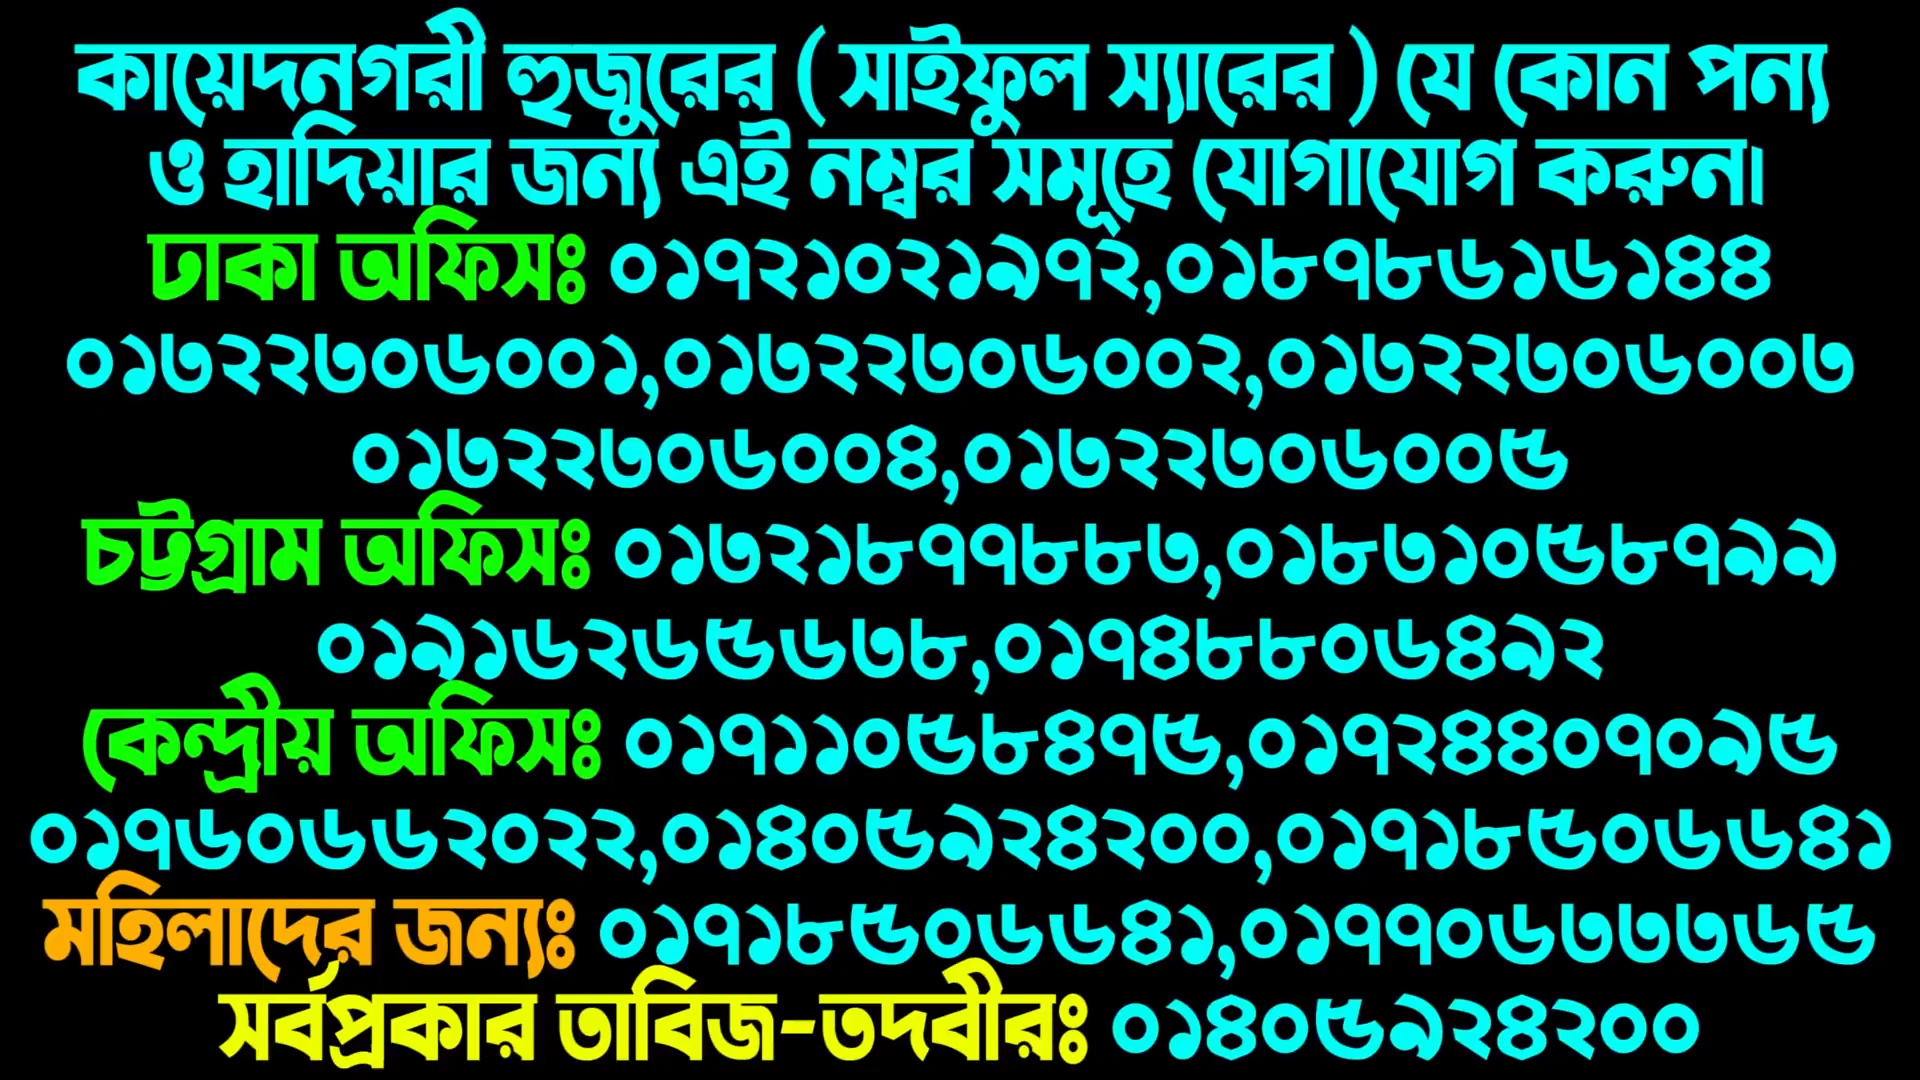 কায়েদনগরী হুজুরের ( সাইফুল স্যারের ) যে কোন পন্য
ও হাদিয়ার জন্য এই নম্বর সমূহে যোগাযোগ করুন।
ঢাকা অফিসঃ ০১৭২১০২১৯৭২,০১৮৭৮৬১৬১৪৪
০১৩২২৩০৬০০১,০১৩২২৩০৬০০২,০১৩২২৩০৬০০৩
০১৩২২৩০৬০০৪,০১৩২২৩০৬০০৫
চট্টগ্রাম অফিসঃ ০১৩২১৮৭৭৮৮৩,০১৮৩১০৫৮৭৯৯
০১৯১৬২৬৫৬৩৮,০১৭৪৮৮০৬৪৯২
কেন্দ্রীয় অফিসঃ ০১৭১১০৫৮৪৭৫,০১৭২৪৪০৭০৯৫
০১৭৬০৬৬২০২২,০১৪০৫৯২৪২০০,০১৭১৮৫০৬৬৪১
মহিলাদের জন্যঃ ০১৭১৮৫০৬৬৪১,০১৭৭০৬৩৩৩৬৫
সর্বপ্রকার তাবিজ-তদবীরঃ ০১৪০৫৯২৪২০০